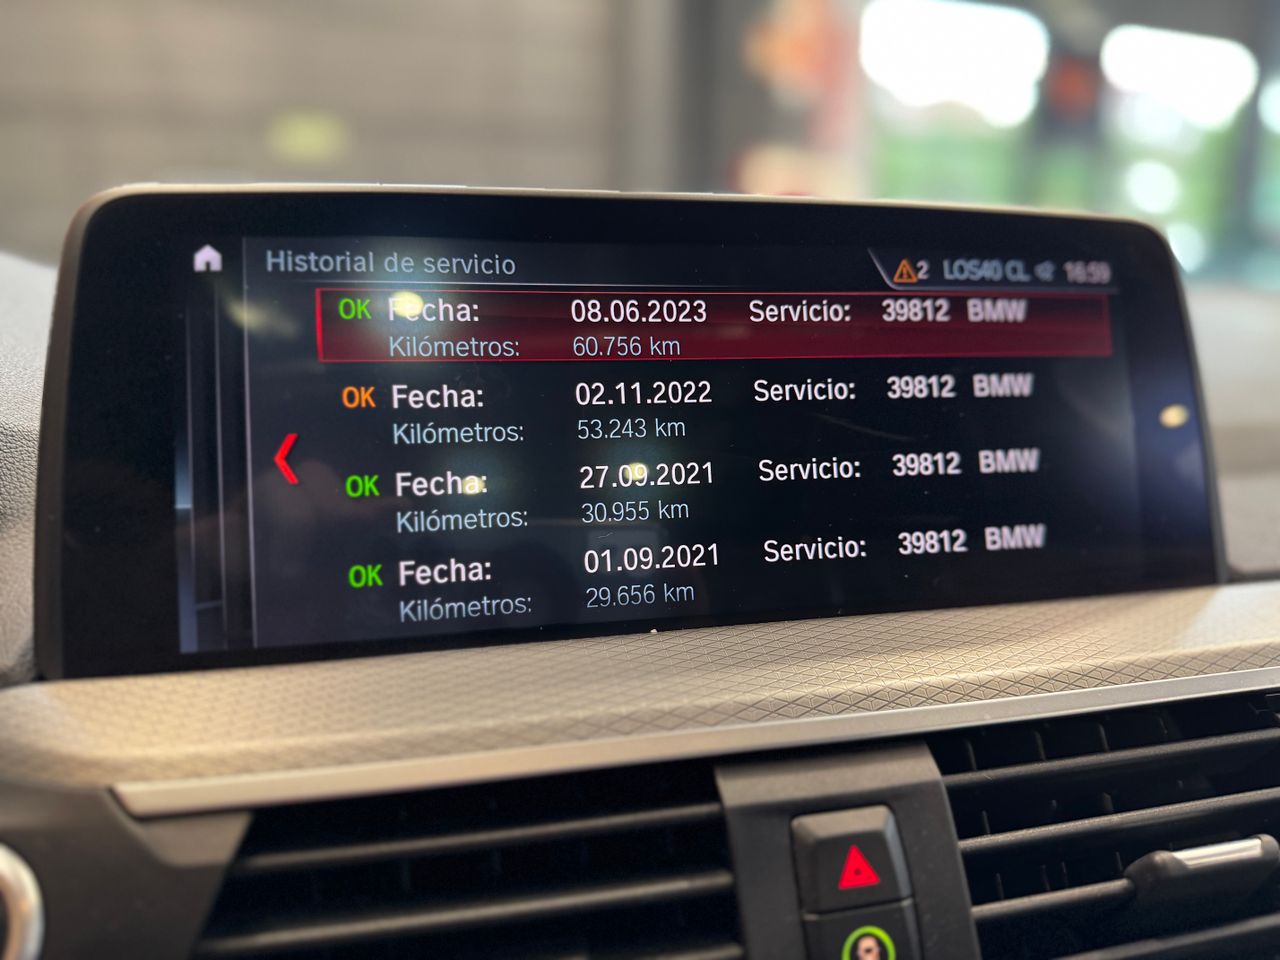 Historial de servicio
2 LOS40 CL 16:59
OK Fecha: 08.06.2023 Servicio: 39812 BMW
Kilómetros: 60.756 km
OK Fecha: 02.11.2022 Servicio: 39812 BMW
Kilómetros: 53.243 km
OK Fecha: 27.09.2021 Servicio: 39812 BMW
Kilómetros: 30.955 km
OK Fecha: 01.09.2021 Servicio: 39812 BMW
Kilómetros: 29.656 km